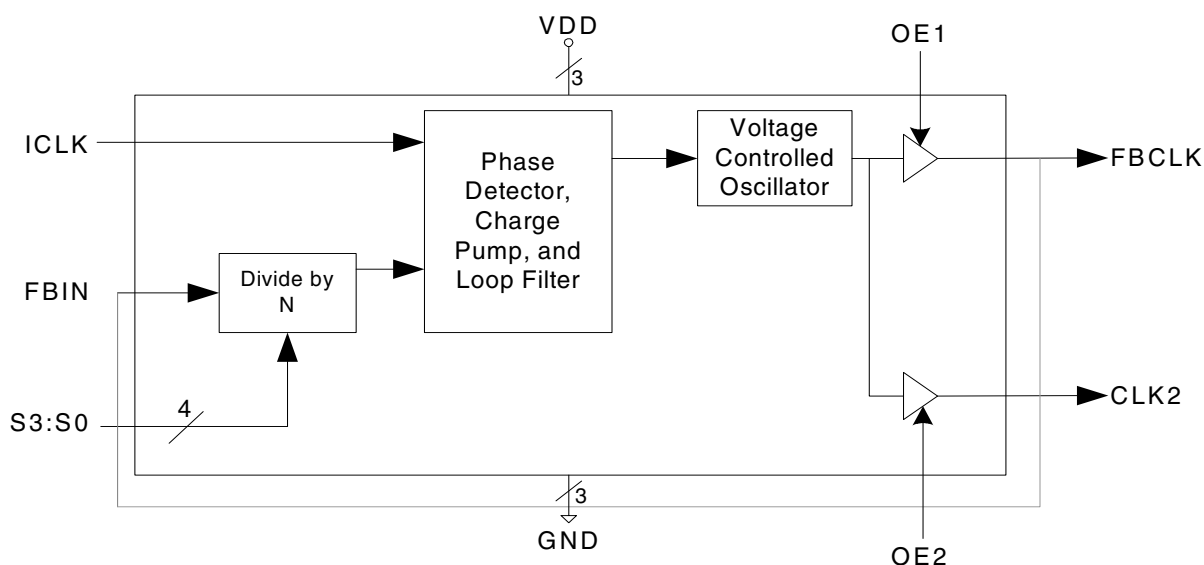 VDD
OE1
3
ICLK
Phase
Detector,
Charge
Pump, and
Loop Filter
Voltage
Controlled
Oscillator
FBCLK
FBIN
Divide by
N
S3:S0
4
CLK2
3
GND
OE2